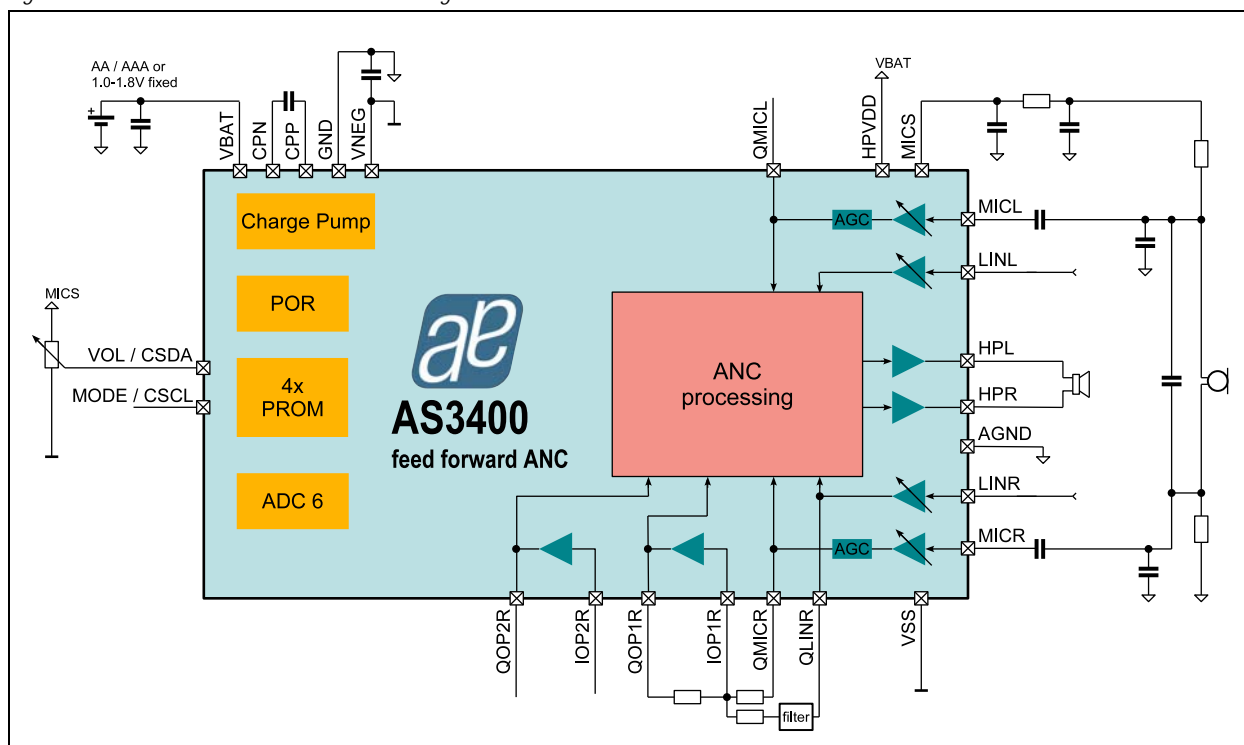 AA / AAA or
1.0-1.8V fixed
+
VBAT
CPN
CPP
GND
VNEG
QMICL
VBAT
HPVDD
MICS
Charge Pump
POR
4x
PROM
ADC 6
MICS
VOL / CSDA
MODE / CSCL
ae
AS3400
feed forward ANC
ANC
processing
AGC
MICL
LINL
HPL
HPR
AGND
LINR
AGC
MICR
QOP2R
IOP2R
QOP1R
IOP1R
QMICR
QLINR
VSS
filter